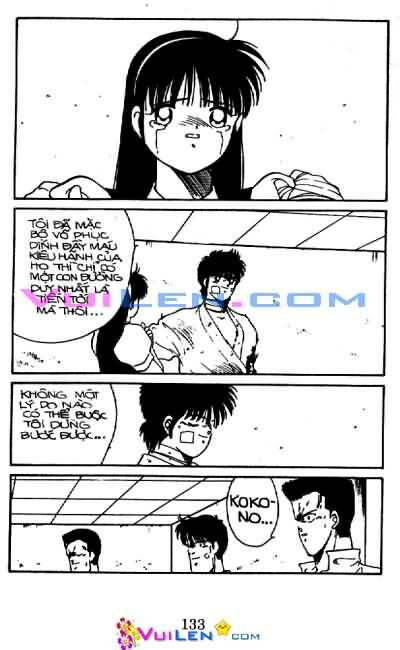 TÔI ĐÃ MẶC
BỘ VÕ PHỤC
DÍNH ĐẦY MÁU
KIÊU HÃNH CỦA
HỌ THÌ CHỈ CÓ
MỘT CON ĐƯỜNG
DUY NHẤT LÀ
TIẾN TỚI
MÀ THÔI...
VUILEN.COM
KHÔNG MỘT
LÝ DO NÀO
CÓ THỂ BUỘC
TÔI DỪNG
BƯỚC ĐƯỢC...
KOKO-
NO...
133
VUILEN COM